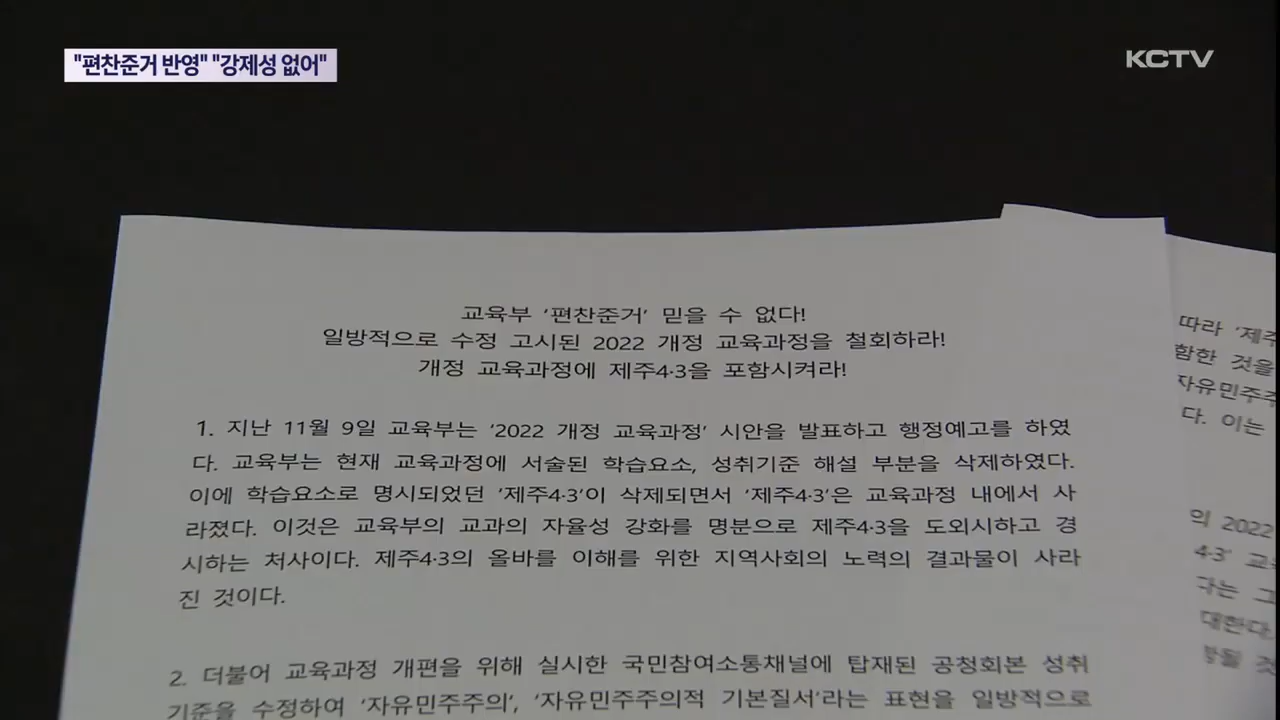 "편찬준거 반영" "강제성 없어"
KCTV
교육부 '편찬준거' 믿을 수 없다!
일방적으로 수정 고시된 2022 개정 교육과정을 철회하라!
개정 교육과정에 제주4·3을 포함시켜라!
1. 지난 11월 9일 교육부는 '2022 개정 교육과정' 시안을 발표하고 행정예고를 하였
다. 교육부는 현재 교육과정에 서술된 학습요소, 성취기준 해설 부분을 삭제하였다.
이에 학습요소로 명시되었던 '제주4·3'이 삭제되면서 '제주4·3'은 교육과정 내에서 사
라졌다. 이것은 교육부의 교과의 자율성 강화를 명분으로 제주4·3을 도외시하고 경
시하는 처사이다. 제주4·3의 올바를 이해를 위한 지역사회의 노력의 결과물이 사라
진 것이다.
2. 더불어 교육과정 개편을 위해 실시한 국민참여소통채널에 탑재된 공청회본 성취
기준을 수정하여 '자유민주주의', '자유민주주의적 기본질서'라는 표현을 일방적으로
따라 '제주
함한 것을
자유민주주
다. 이는
의 2022
4·3' 교
다는 그
대한다.
될 것